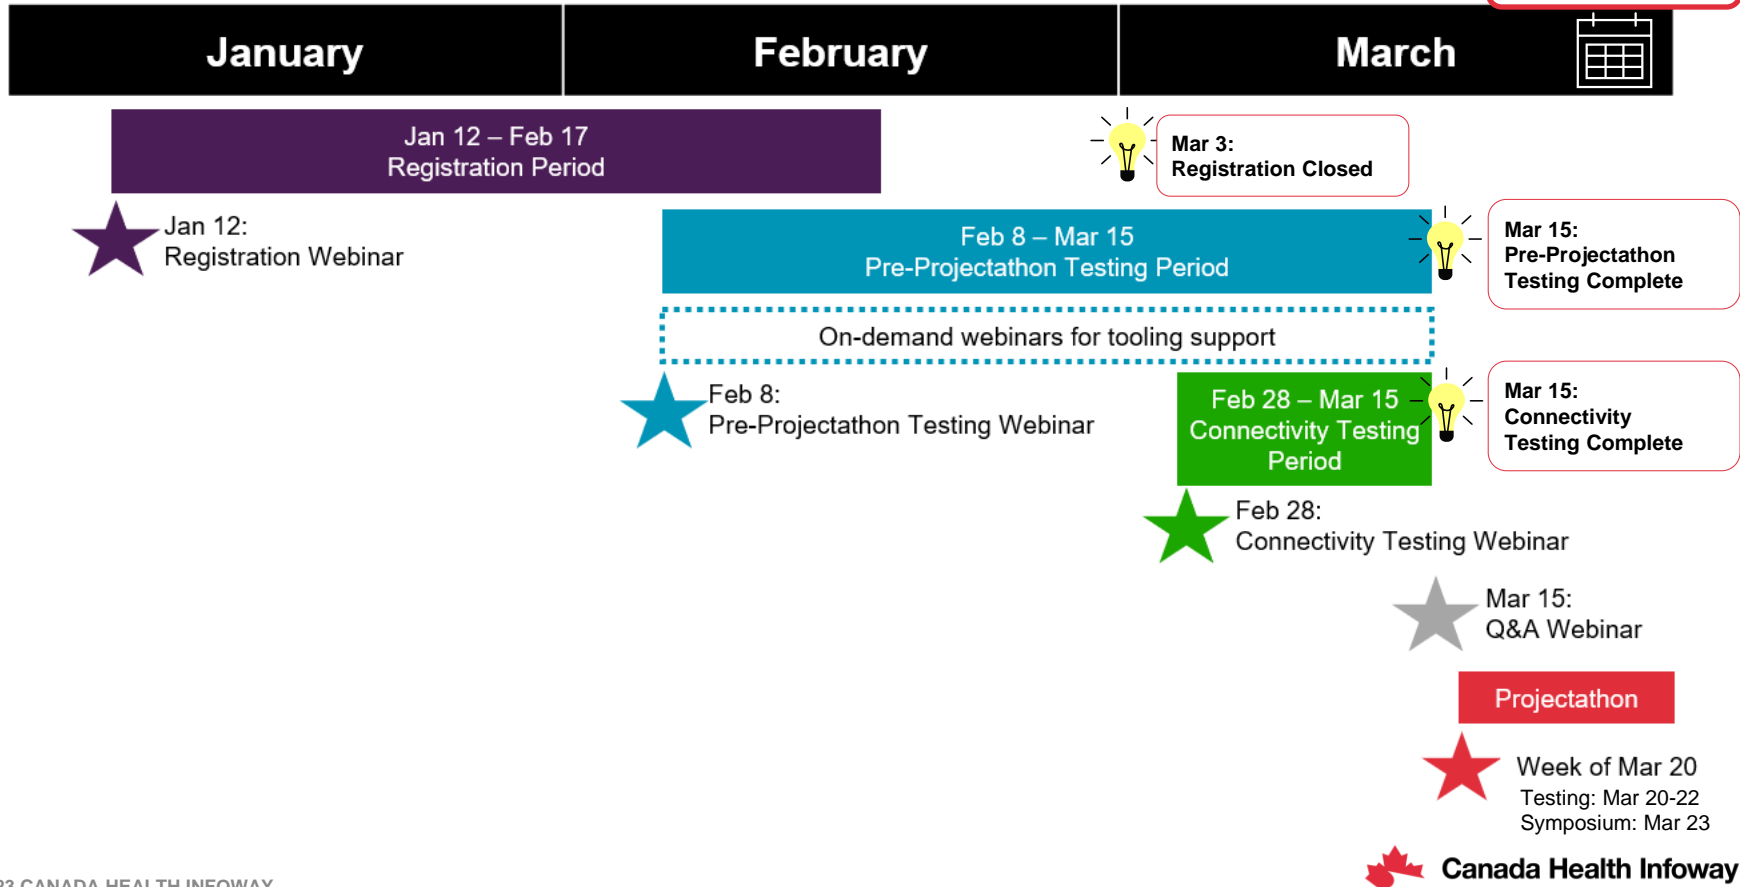 January
February
March
Jan 12 – Feb 17
Registration Period
Mar 3:
Registration Closed
Jan 12:
Registration Webinar
Feb 8 – Mar 15
Pre-Projectathon Testing Period
Mar 15:
Pre-Projectathon
Testing Complete
On-demand webinars for tooling support
Feb 8:
Pre-Projectathon Testing Webinar
Feb 28 – Mar 15
Connectivity Testing
Period
Mar 15:
Connectivity
Testing Complete
Feb 28:
Connectivity Testing Webinar
Mar 15:
Q&A Webinar
Projectathon
Week of Mar 20
Testing: Mar 20-22
Symposium: Mar 23
Canada Health Infoway
23 CANADA HEALTH INFOWAY